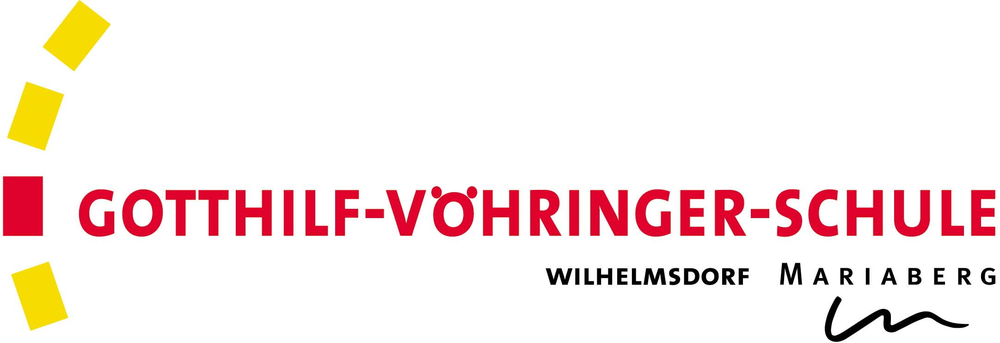 GOTTHILF-VÖHRINGER-SCHULE
WILHELMSDORF MARIABERG